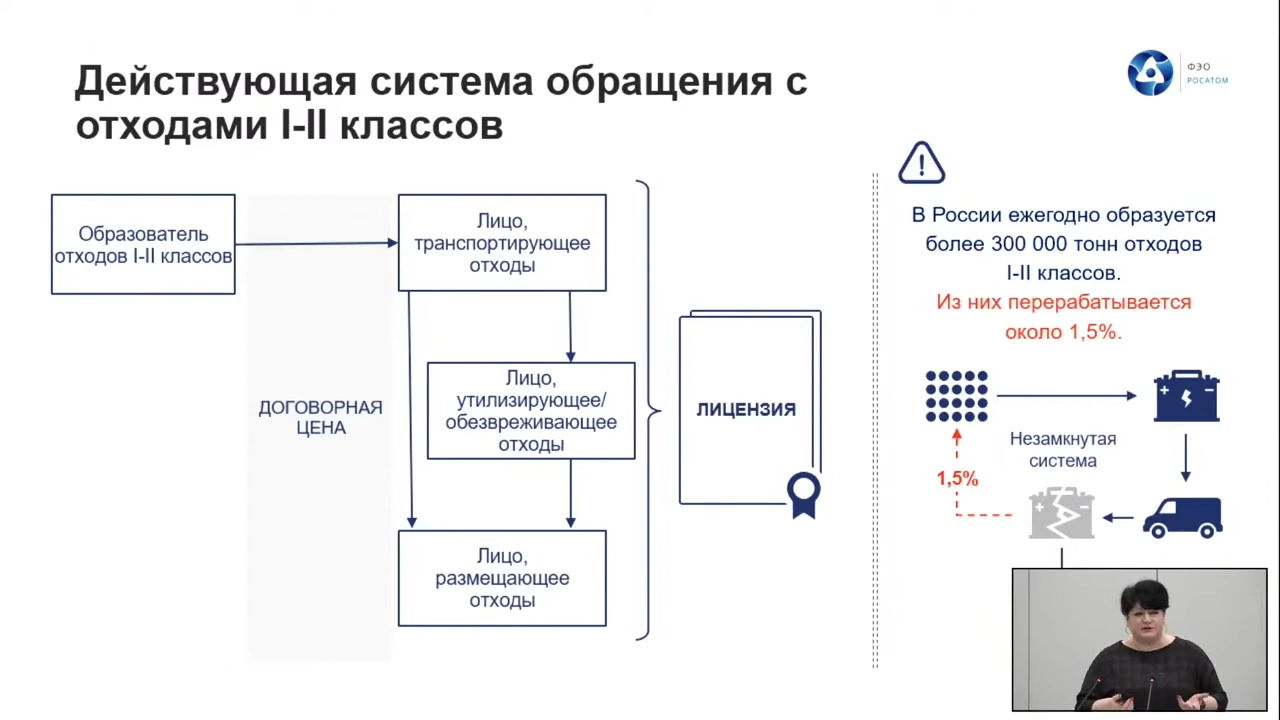 Действующая система обращения с
отходами I-II классов
ФЭО
РОСАТОМ
Образователь
отходов I-II классов
ДОГОВОРНАЯ
ЦЕНА
Лицо,
транспортирующее
отходы
Лицо,
утилизирующее/
обезвреживающее
отходы
Лицо,
размещающее
отходы
ЛИЦЕНЗИЯ
В России ежегодно образуется
более 300 000 тонн отходов
I-II классов.
Из них перерабатывается
около 1,5%.
Незамкнутая
система
1,5%